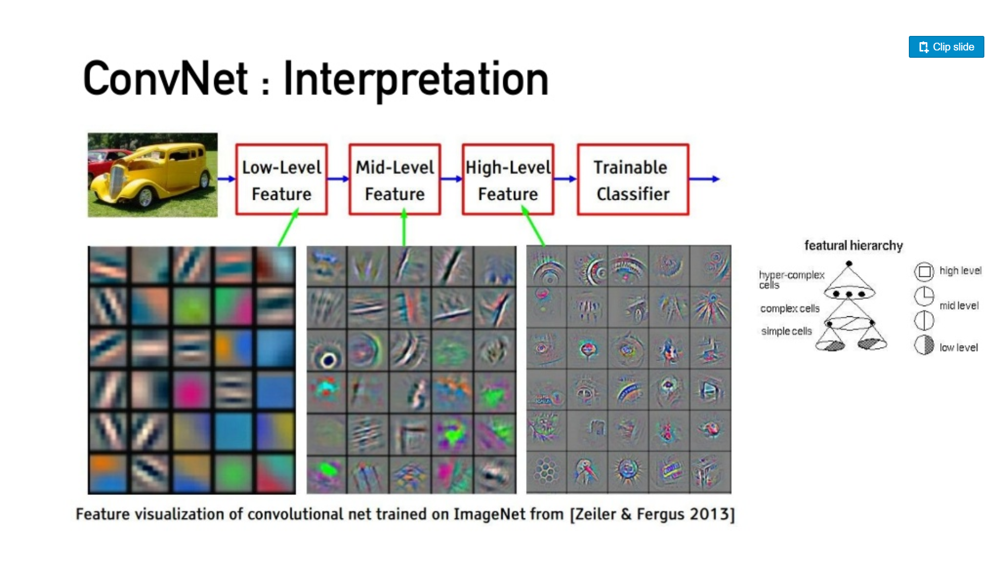 Clip slide
ConvNet : Interpretation
Low-Level
Feature
Mid-Level
Feature
High-Level
Feature
Trainable
Classifier
featural hierarchy
hyper-complex
cells
complex cells
simple cells
high level
mid level
low level
Feature visualization of convolutional net trained on ImageNet from [Zeiler & Fergus 2013]